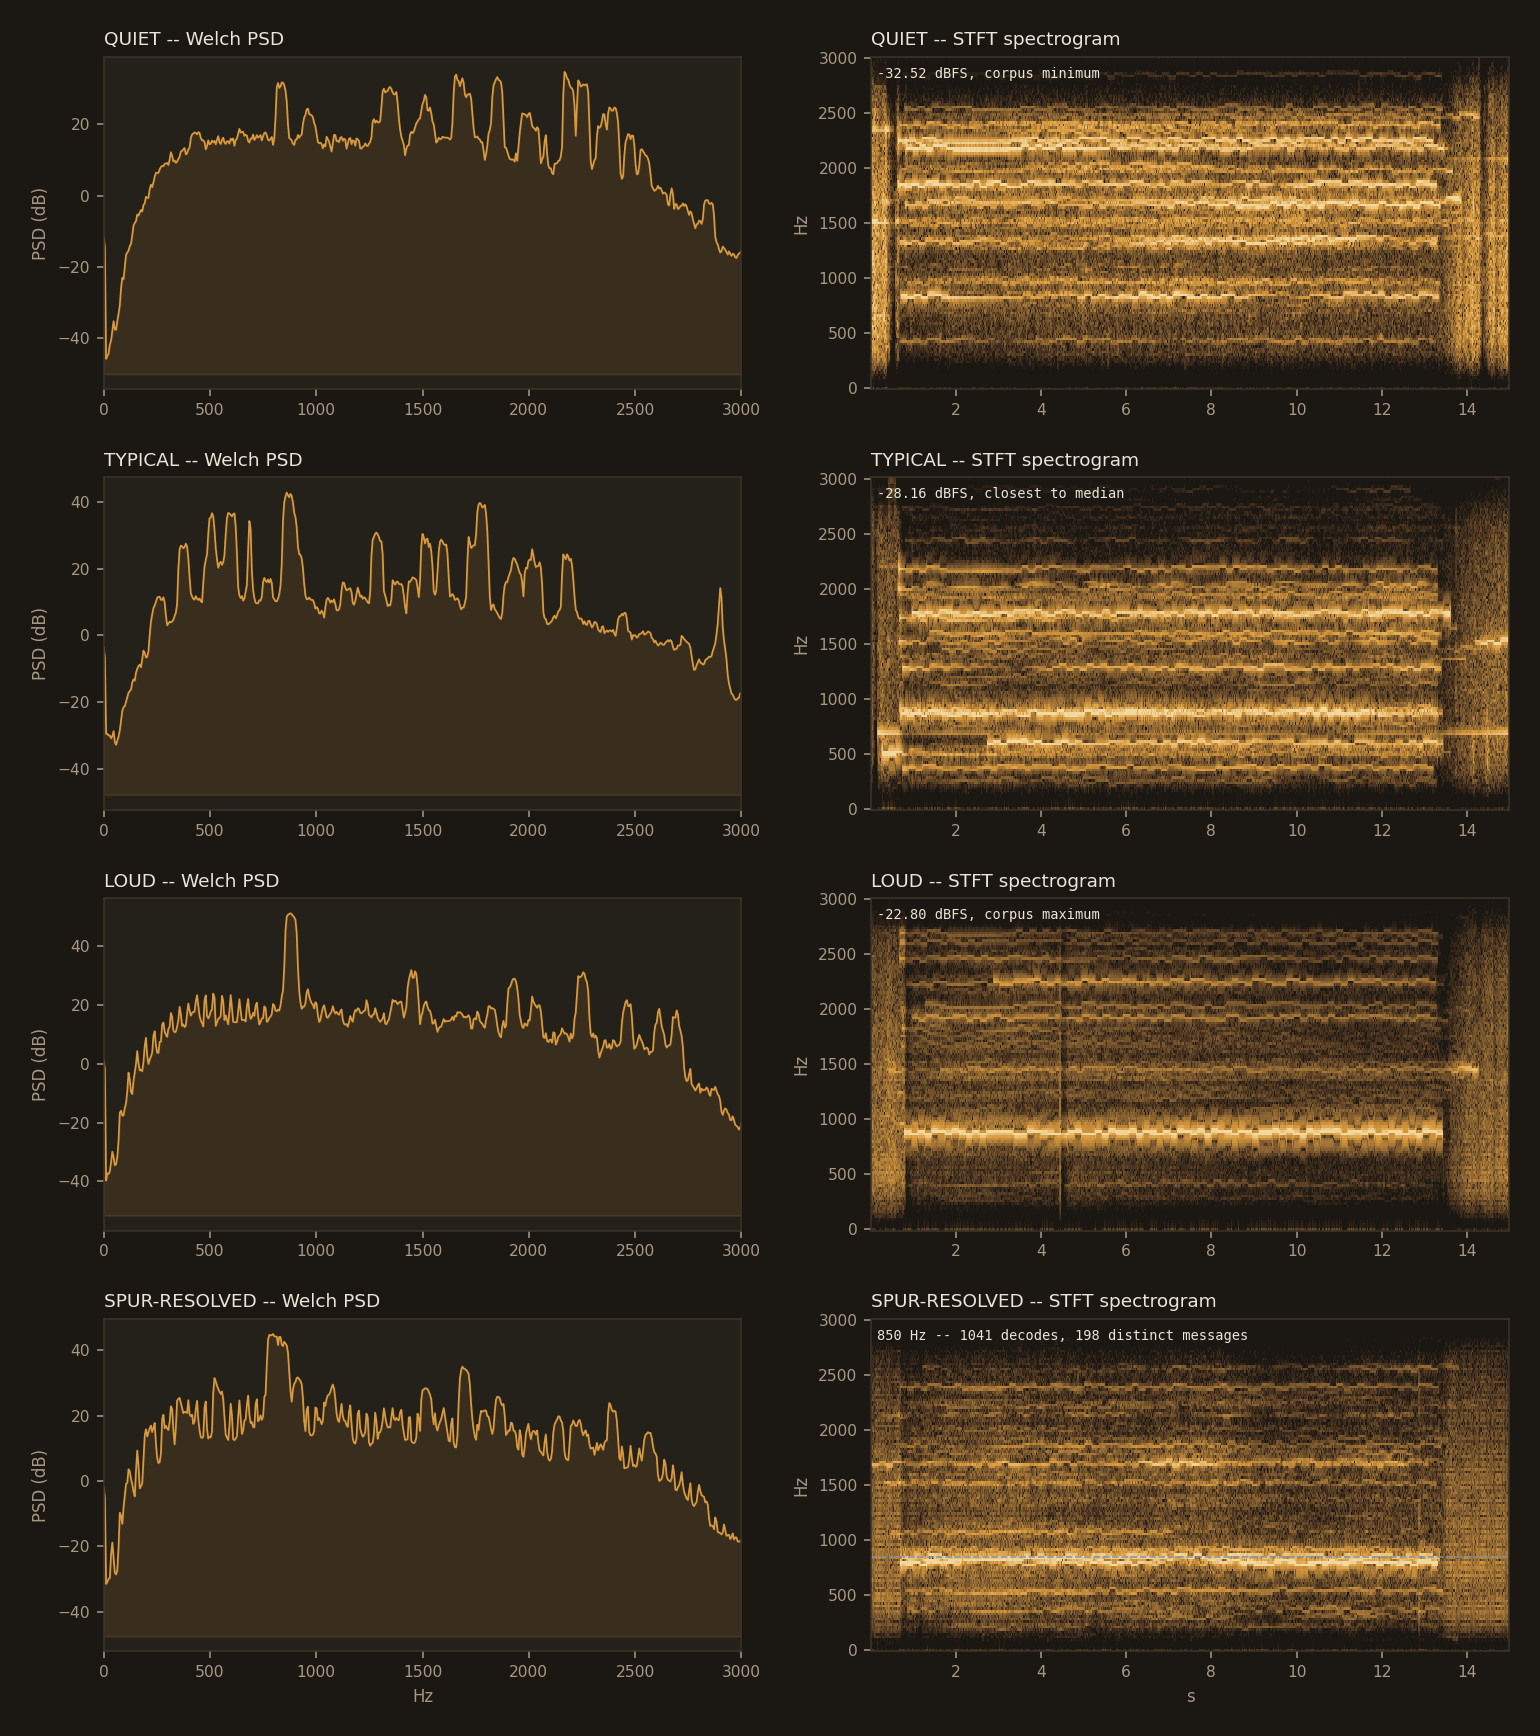 QUIET -- Welch PSD
PSD (dB)
20
0
−20
−40
0 500 1000 1500 2000 2500 3000
QUIET -- STFT spectrogram
-32.52 dBFS, corpus minimum
Hz
3000
2500
2000
1500
1000
500
0
2 4 6 8 10 12 14
TYPICAL -- Welch PSD
PSD (dB)
40
20
0
−20
−40
0 500 1000 1500 2000 2500 3000
TYPICAL -- STFT spectrogram
-28.16 dBFS, closest to median
Hz
3000
2500
2000
1500
1000
500
0
2 4 6 8 10 12 14
LOUD -- Welch PSD
PSD (dB)
40
20
0
−20
−40
0 500 1000 1500 2000 2500 3000
LOUD -- STFT spectrogram
-22.80 dBFS, corpus maximum
Hz
3000
2500
2000
1500
1000
500
0
2 4 6 8 10 12 14
SPUR-RESOLVED -- Welch PSD
PSD (dB)
40
20
0
−20
−40
0 500 1000 1500 2000 2500 3000
Hz
SPUR-RESOLVED -- STFT spectrogram
850 Hz -- 1041 decodes, 198 distinct messages
Hz
3000
2500
2000
1500
1000
500
0
2 4 6 8 10 12 14
s